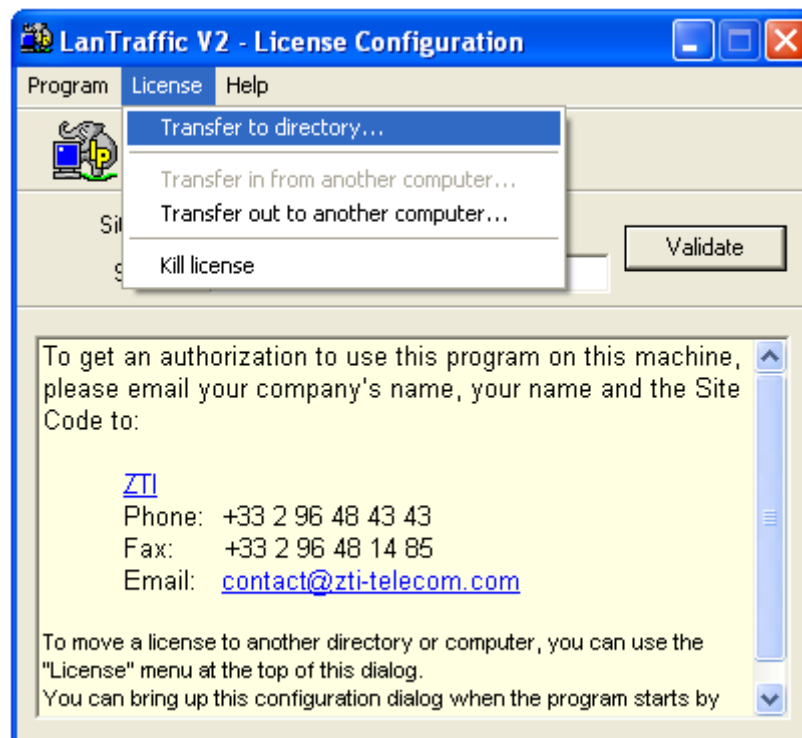 LanTraffic V2 - License Configuration
Program License Help
Transfer to directory...
Transfer in from another computer...
Transfer out to another computer...
Kill license
Validate
To get an authorization to use this program on this machine,
please email your company's name, your name and the Site
Code to:
ZTI
Phone: +33 2 96 48 43 43
Fax: +33 2 96 48 14 85
Email: contact@zti-telecom.com
To move a license to another directory or computer, you can use the
"License" menu at the top of this dialog.
You can bring up this configuration dialog when the program starts by